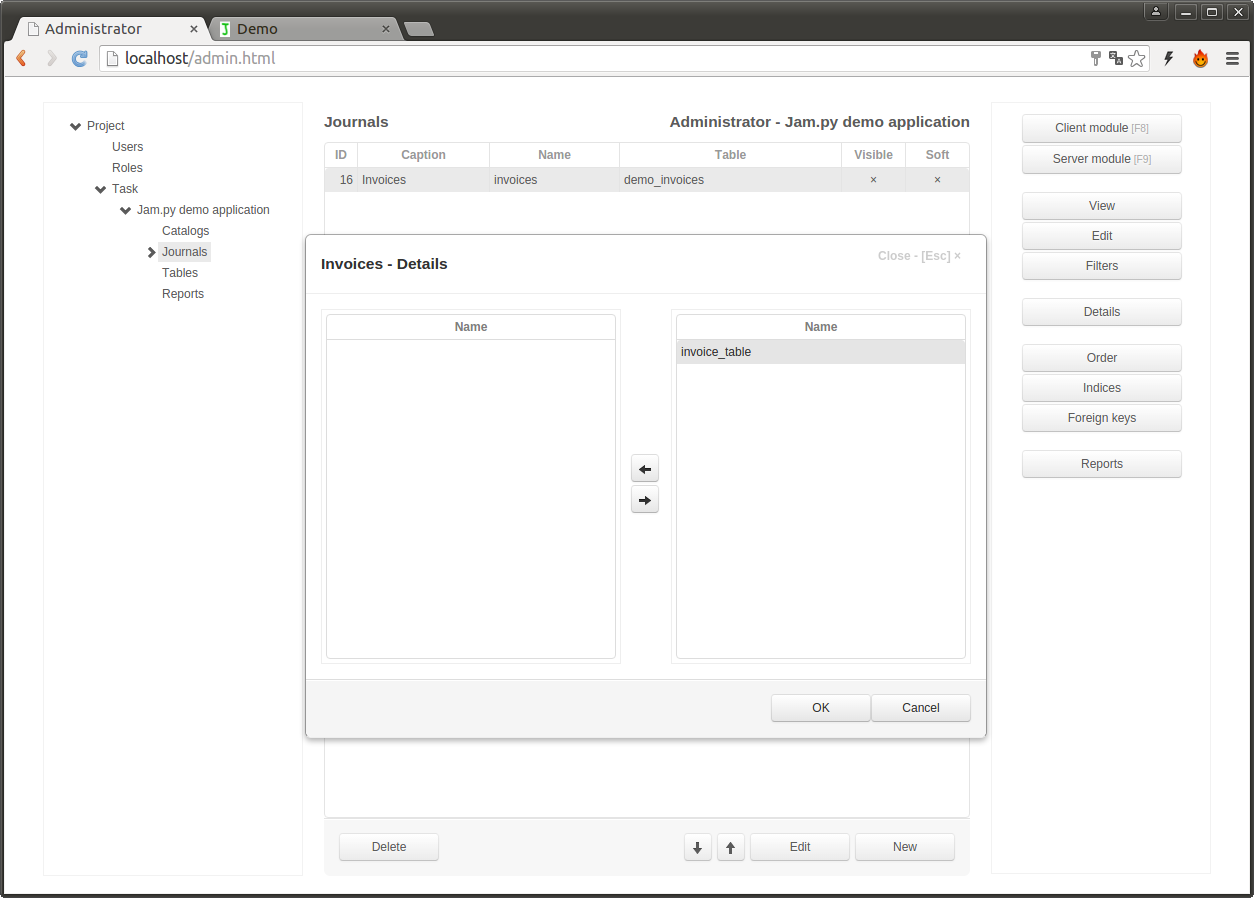 Administrator ×
Demo ×
localhost/admin.html
Project
Users
Roles
Task
Jam.py demo application
Catalogs
Journals
Tables
Reports
Journals Administrator - Jam.py demo application
ID Caption Name Table Visible Soft
16 Invoices invoices demo_invoices × ×
Invoices - Details Close - [Esc] ×
Name Name
invoice_table
OK Cancel
Delete Edit New
Client module [F8]
Server module [F9]
View
Edit
Filters
Details
Order
Indices
Foreign keys
Reports